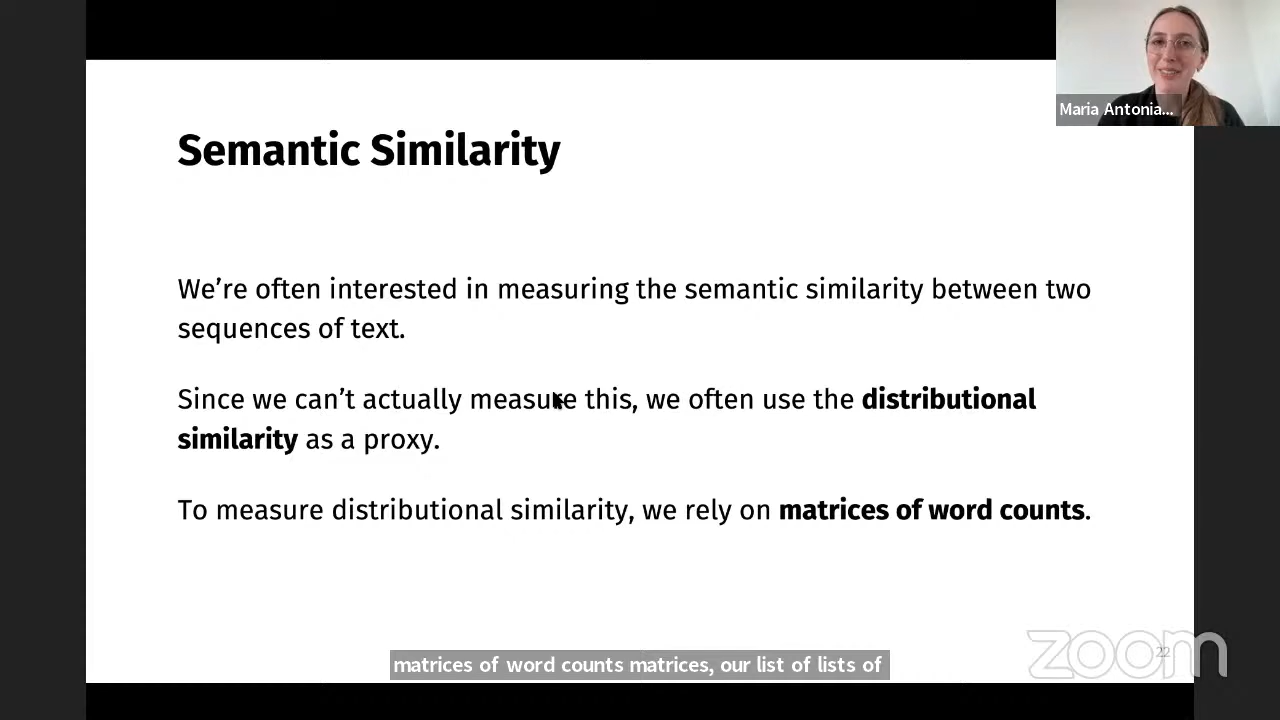 Maria Antonia...
Semantic Similarity
We’re often interested in measuring the semantic similarity between two
sequences of text.
Since we can’t actually measure this, we often use the distributional
similarity as a proxy.
To measure distributional similarity, we rely on matrices of word counts.
zoom
22
matrices of word counts matrices, our list of lists of